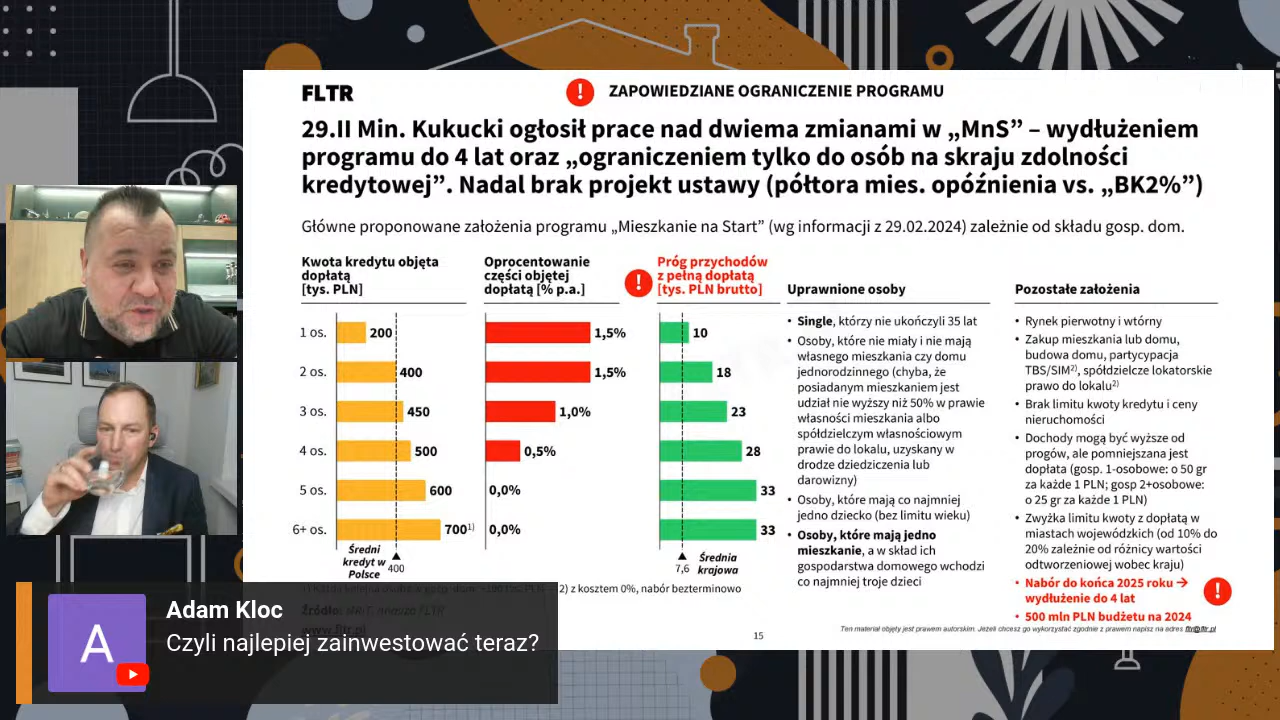 FLTR
! ZAPOWIEDZIANE OGRANICZENIE PROGRAMU
29.II Min. Kukucki ogłosił prace nad dwiema zmianami w „MnS” – wydłużeniem
programu do 4 lat oraz „ograniczeniem tylko do osób na skraju zdolności
kredytowej”. Nadal brak projekt ustawy (półtora mies. opóźnienia vs. „BK2%”)
Główne proponowane założenia programu „Mieszkanie na Start” (wg informacji z 29.02.2024) zależnie od składu gosp. dom.
Kwota kredytu objęta
dopłatą
[tys. PLN]
1 os. 200
2 os. 400
3 os. 450
4 os. 500
5 os. 600
6+ os. 700¹⁾
Średni
kredyt w
Polsce
400
Oprocentowanie
części objętej
dopłatą [% p.a.]
1,5%
1,5%
1,0%
0,5%
0,0%
0,0%
!
Próg przychodów
z pełną dopłatą
[tys. PLN brutto]
10
18
23
28
33
33
7,6
Średnia
krajowa
Uprawnione osoby
• Single, którzy nie ukończyli 35 lat
• Osoby, które nie miały i nie mają
własnego mieszkania czy domu
jednorodzinnego (chyba, że
posiadanym mieszkaniem jest
udział nie wyższy niż 50% w prawie
własności mieszkania albo
spółdzielczym własnościowym
prawie do lokalu, uzyskany w
drodze dziedziczenia lub
darowizny)
• Osoby, które mają co najmniej
jedno dziecko (bez limitu wieku)
• Osoby, które mają jedno
mieszkanie, a w skład ich
gospodarstwa domowego wchodzi
co najmniej troje dzieci
Pozostałe założenia
• Rynek pierwotny i wtórny
• Zakup mieszkania lub domu,
budowa domu, partycypacja
TBS/SIM²⁾, spółdzielcze lokatorskie
prawo do lokalu²⁾
• Brak limitu kwoty kredytu i ceny
nieruchomości
• Dochody mogą być wyższe od
progów, ale pomniejszana jest
dopłata (gosp. 1-osobowe: o 50 gr
za każde 1 PLN; gosp 2+osobowe:
o 25 gr za każde 1 PLN)
• Zwyżka limitu kwoty z dopłatą w
miastach wojewódzkich (od 10% do
20% zależnie od różnicy wartości
odtworzeniowej wobec kraju)
• Nabór do końca 2025 roku →
wydłużenie do 4 lat
!
• 500 mln PLN budżetu na 2024
2) z kosztem 0%, nabór bezterminowo
Źródło: analiza FLTR
www.fltr.pl
15
Ten materiał objęty jest prawem autorskim. Jeżeli chcesz go wykorzystać zgodnie z prawem napisz na adres fltr@fltr.pl
A
Adam Kloc
Czyli najlepiej zainwestować teraz?